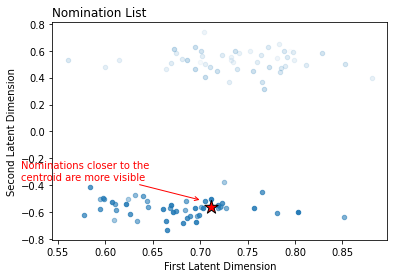 Nomination List
0.8
0.6
0.4
0.2
0.0
−0.2
−0.4
−0.6
−0.8
Second Latent Dimension
Nominations closer to the
centroid are more visible
0.55 0.60 0.65 0.70 0.75 0.80 0.85
First Latent Dimension